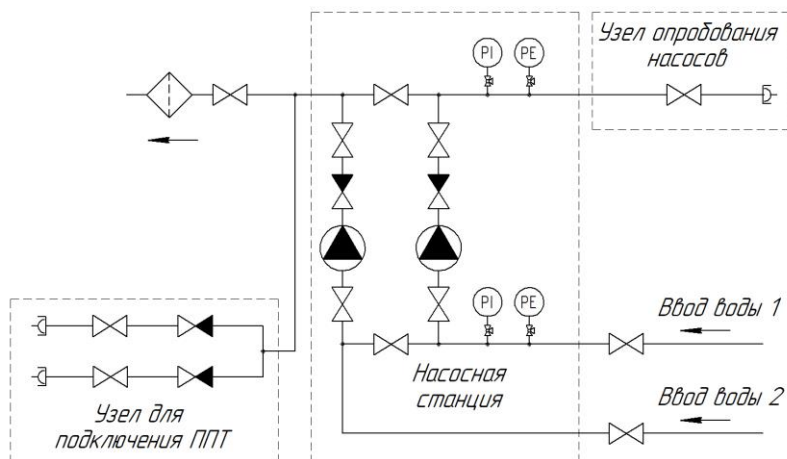 PI PE
Узел опробования
насосов
PI PE
Ввод воды 1
Насосная
станция
Ввод воды 2
Узел для
подключения ППТ